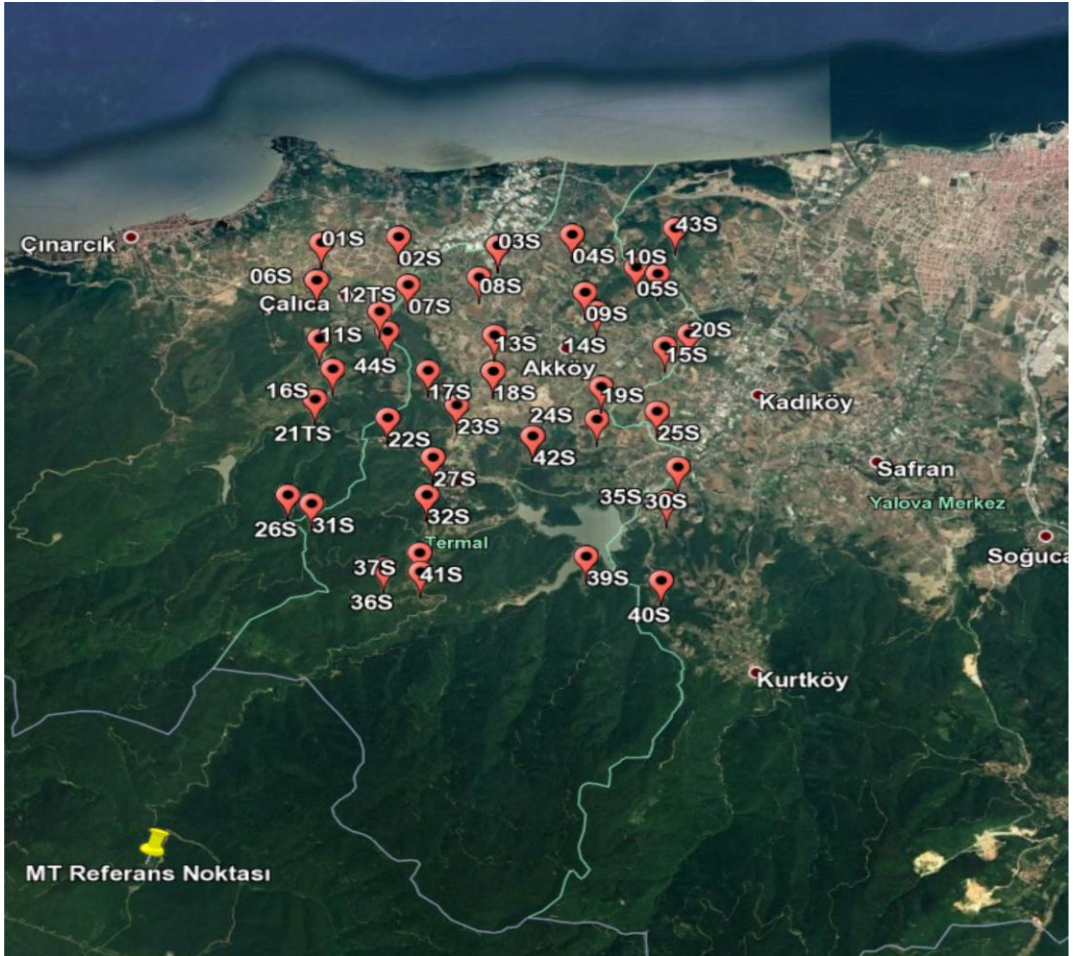 43S
01S
03S
Çınarcık
02S
04S
10S
06S
08S
05S
12TS
Çalıca
07S
09S
20S
11S
13S
14S
15S
44S
Akköy
16S
17S
18S
19S
Kadıköy
24S
23S
25S
21TS
22S
42S
Safran
27S
35S
30S
Yalova Merkez
26S
31S
32S
Termal
Soğuca
37S
41S
39S
36S
40S
Kurtköy
MT Referans Noktası